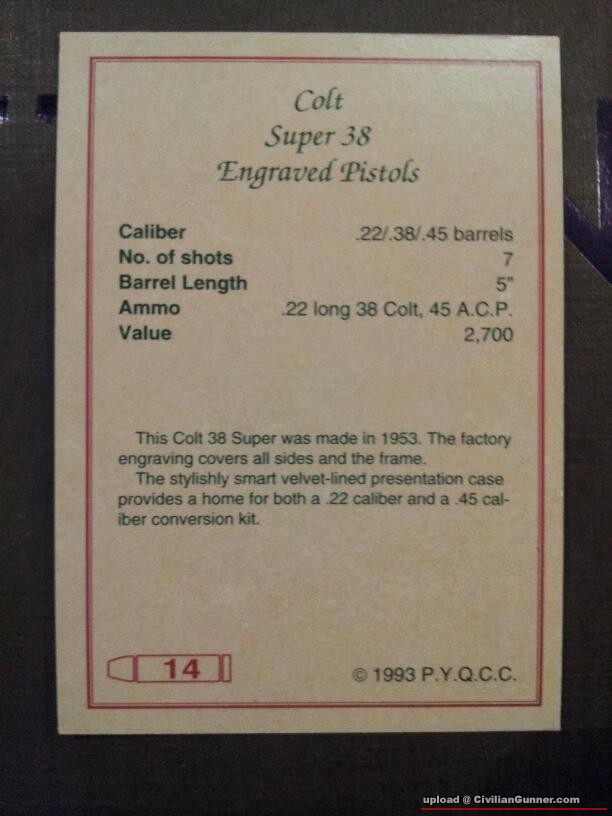 Colt
Super 38
Engraved Pistols
Caliber .22/.38/.45 barrels
No. of shots 7
Barrel Length 5"
Ammo .22 long 38 Colt, 45 A.C.P.
Value 2,700
This Colt 38 Super was made in 1953. The factory
engraving covers all sides and the frame.
The stylishly smart velvet-lined presentation case
provides a home for both a .22 caliber and a .45 cal-
iber conversion kit.
14 © 1993 P.Y.Q.C.C.
upload @ CivilianGunner.com